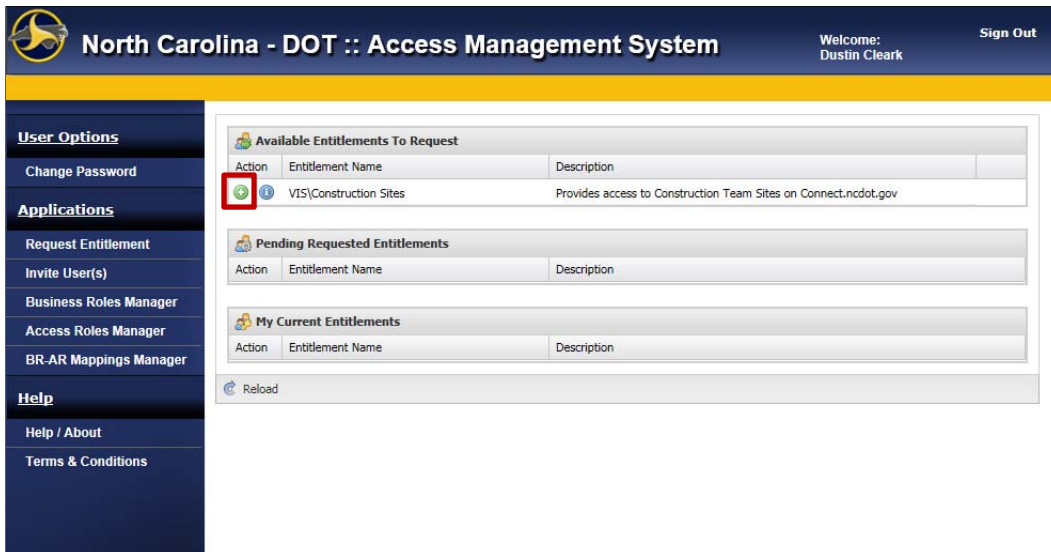 North Carolina - DOT :: Access Management System
Welcome:
Dustin Cleark
Sign Out
User Options
Change Password
Applications
Request Entitlement
Invite User(s)
Business Roles Manager
Access Roles Manager
BR-AR Mappings Manager
Help
Help / About
Terms & Conditions
Available Entitlements To Request
Action Entitlement Name Description
VIS\Construction Sites Provides access to Construction Team Sites on Connect.ncdot.gov
Pending Requested Entitlements
Action Entitlement Name Description
My Current Entitlements
Action Entitlement Name Description
Reload